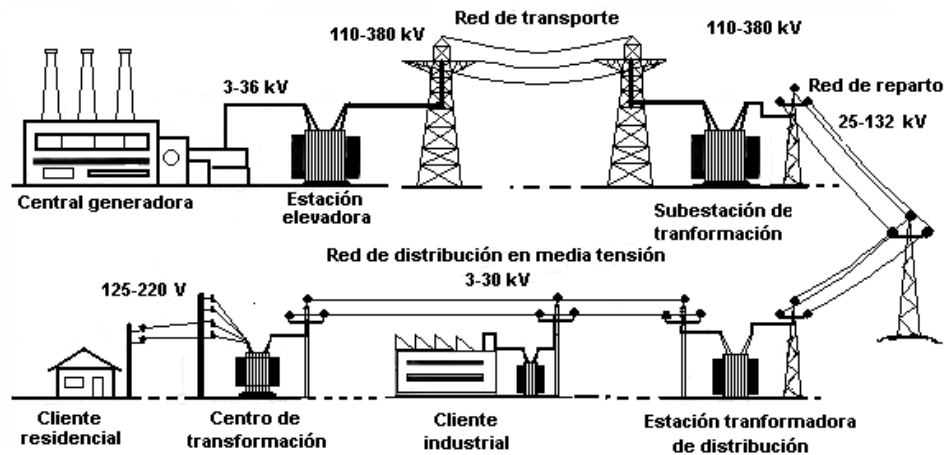 Red de transporte
110-380 kV
110-380 kV
3-36 kV
Red de reparto
25-132 kV
Central generadora
Estación
elevadora
Subestación de
tranformación
Red de distribución en media tensión
3-30 kV
125-220 V
Cliente
residencial
Centro de
transformación
Cliente
industrial
Estación tranformadora
de distribución